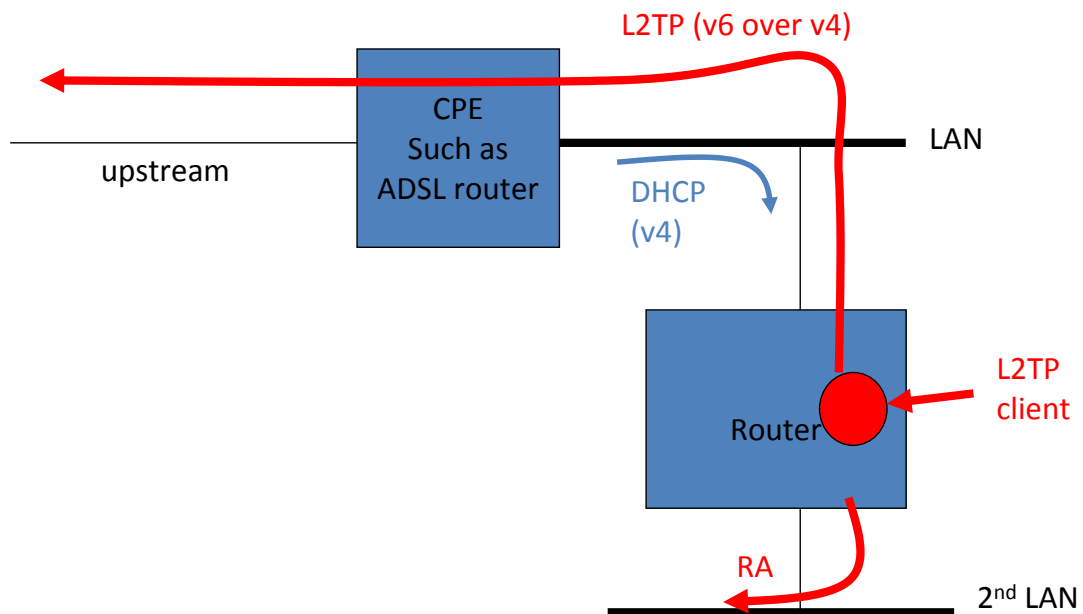 L2TP (v6 over v4)
CPE
Such as
ADSL router
LAN
upstream
DHCP
(v4)
L2TP
client
Router
RA
2nd LAN